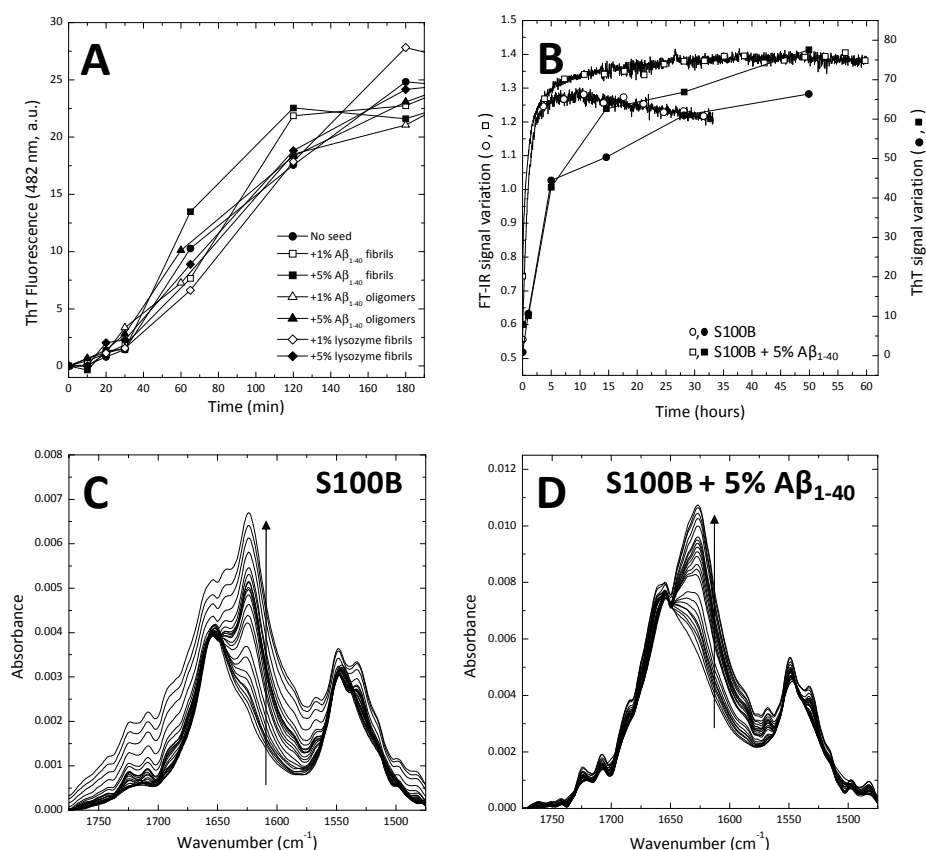 A
ThT Fluorescence (482 nm, a.u.)
30
25
20
15
10
5
0
0 20 40 60 80 100 120 140 160 180
Time (min)
No seed
+1% Aβ1-40 fibrils
+5% Aβ1-40 fibrils
+1% Aβ1-40 oligomers
+5% Aβ1-40 oligomers
+1% lysozyme fibrils
+5% lysozyme fibrils
B
FT-IR signal variation ( ○, □ )
1.5
1.4
1.3
1.2
1.1
1.0
0.9
0.8
0.7
0.6
0.5
80
70
60
50
40
30
20
10
0
ThT signal variation ( ●, ■ )
○,● S100B
□,■ S100B + 5% Aβ1-40
0 5 10 15 20 25 30 35 40 45 50 55 60
Time (hours)
C
S100B
Absorbance
0.008
0.007
0.006
0.005
0.004
0.003
0.002
0.001
0.000
1750 1700 1650 1600 1550 1500
Wavenumber (cm-1)
D
S100B + 5% Aβ1-40
Absorbance
0.012
0.010
0.008
0.006
0.004
0.002
0.000
1750 1700 1650 1600 1550 1500
Wavenumber (cm-1)